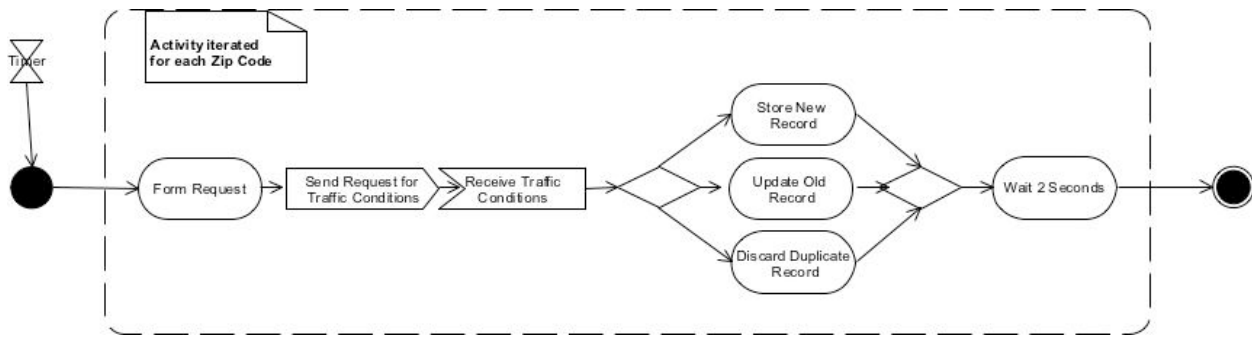 Activity iterated
for each Zip Code
Timer
Form Request
Send Request for
Traffic Conditions
Receive Traffic
Conditions
Store New
Record
Update Old
Record
Discard Duplicate
Record
Wait 2 Seconds